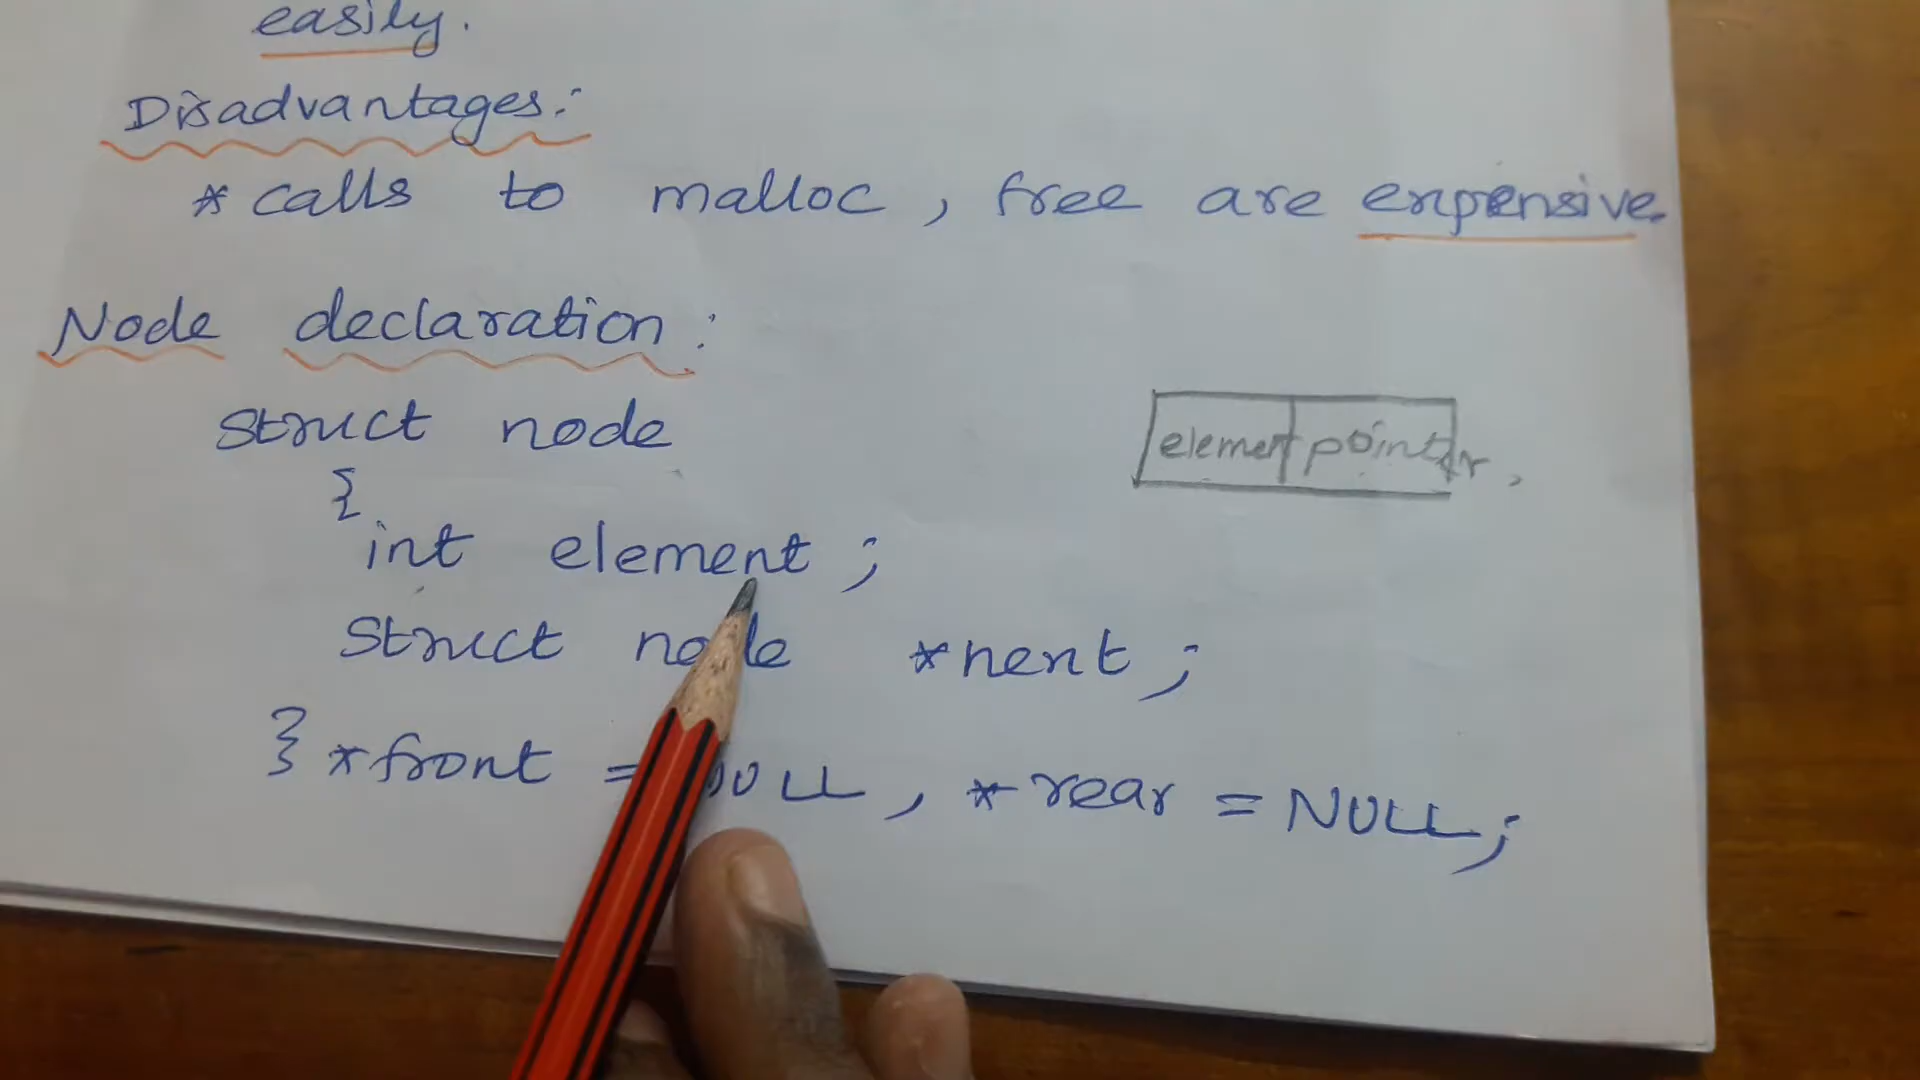 easily.
Disadvantages:
* calls to malloc, free are expensive.
Node declaration:
struct node
{
element pointer,
int element;
struct node *next;
} *front = NULL, *rear = NULL;